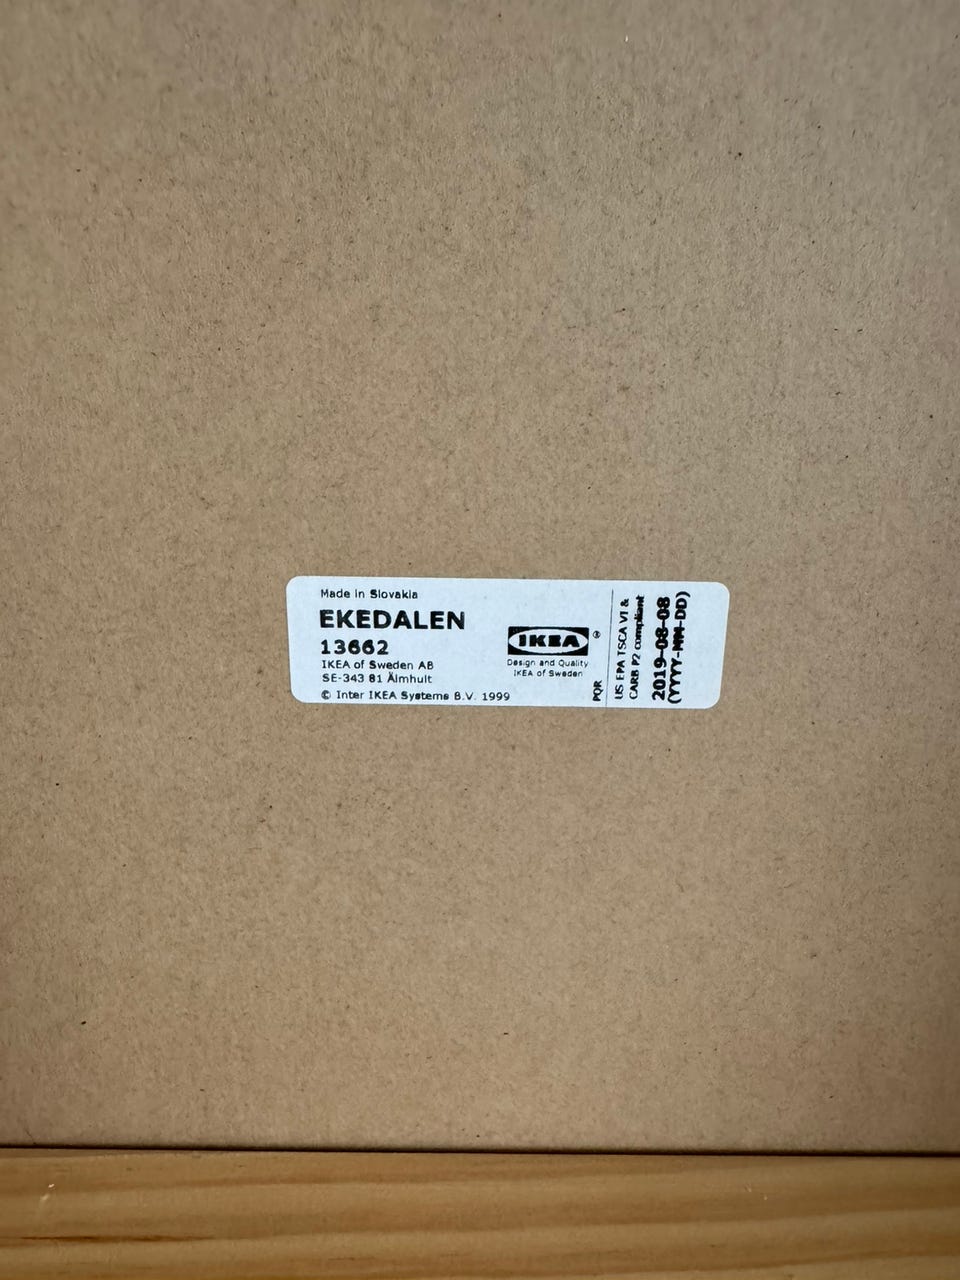 Made in Slovakia
EKEDALEN
13662
IKEA of Sweden AB
SE-343 81 Älmhult
© Inter IKEA Systems B.V. 1999
IKEA ®
Design and Quality
IKEA of Sweden
PQR
US EPA TSCA VI &
CARB P2 compliant
2019-08-08
(YYYY-MM-DD)